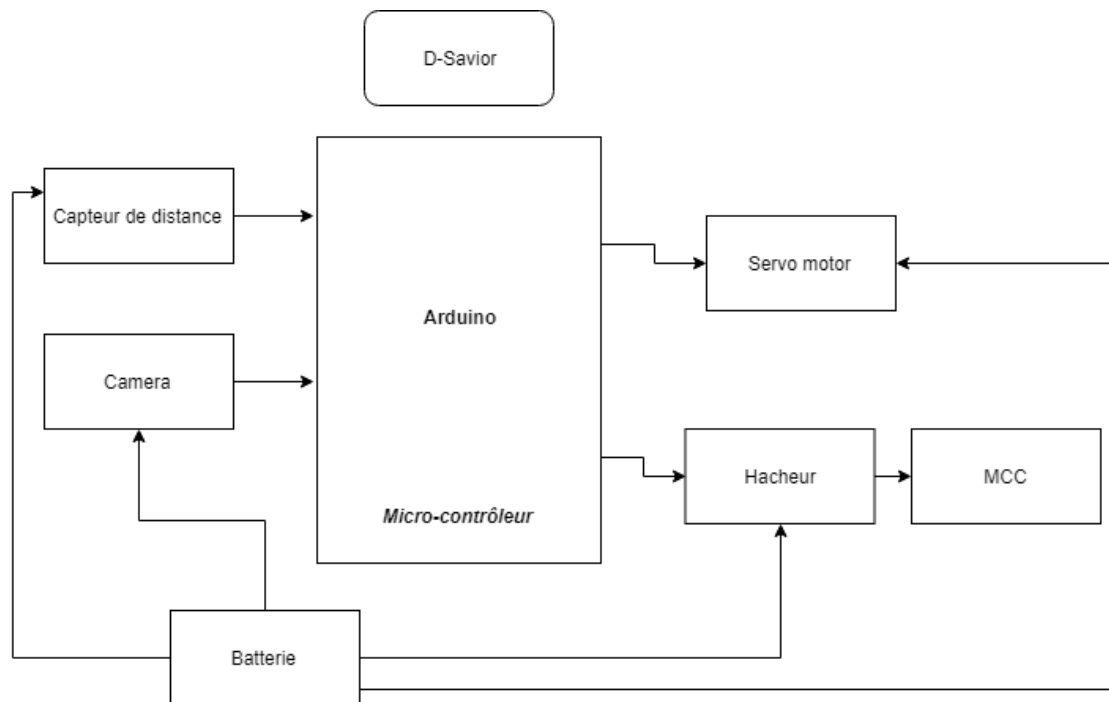 D-Savior
Capteur de distance
Servo motor
Arduino
Camera
Hacheur
MCC
Micro-contrôleur
Batterie